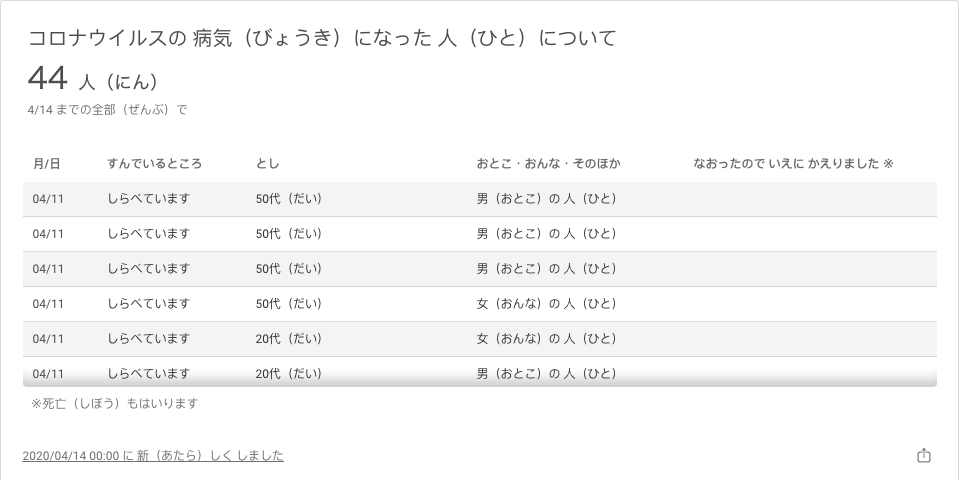 コロナウイルスの 病気（びょうき）になった 人（ひと）について
44 人（にん）
4/14 までの全部（ぜんぶ）で
月/日 すんでいるところ とし おとこ・おんな・そのほか なおったので いえに かえりました ※
04/11 しらべています 50代（だい） 男（おとこ）の 人（ひと）
04/11 しらべています 50代（だい） 男（おとこ）の 人（ひと）
04/11 しらべています 50代（だい） 男（おとこ）の 人（ひと）
04/11 しらべています 50代（だい） 女（おんな）の 人（ひと）
04/11 しらべています 20代（だい） 女（おんな）の 人（ひと）
04/11 しらべています 20代（だい） 男（おとこ）の 人（ひと）
※死亡（しぼう）もはいります
2020/04/14 00:00 に 新（あたら）しく しました